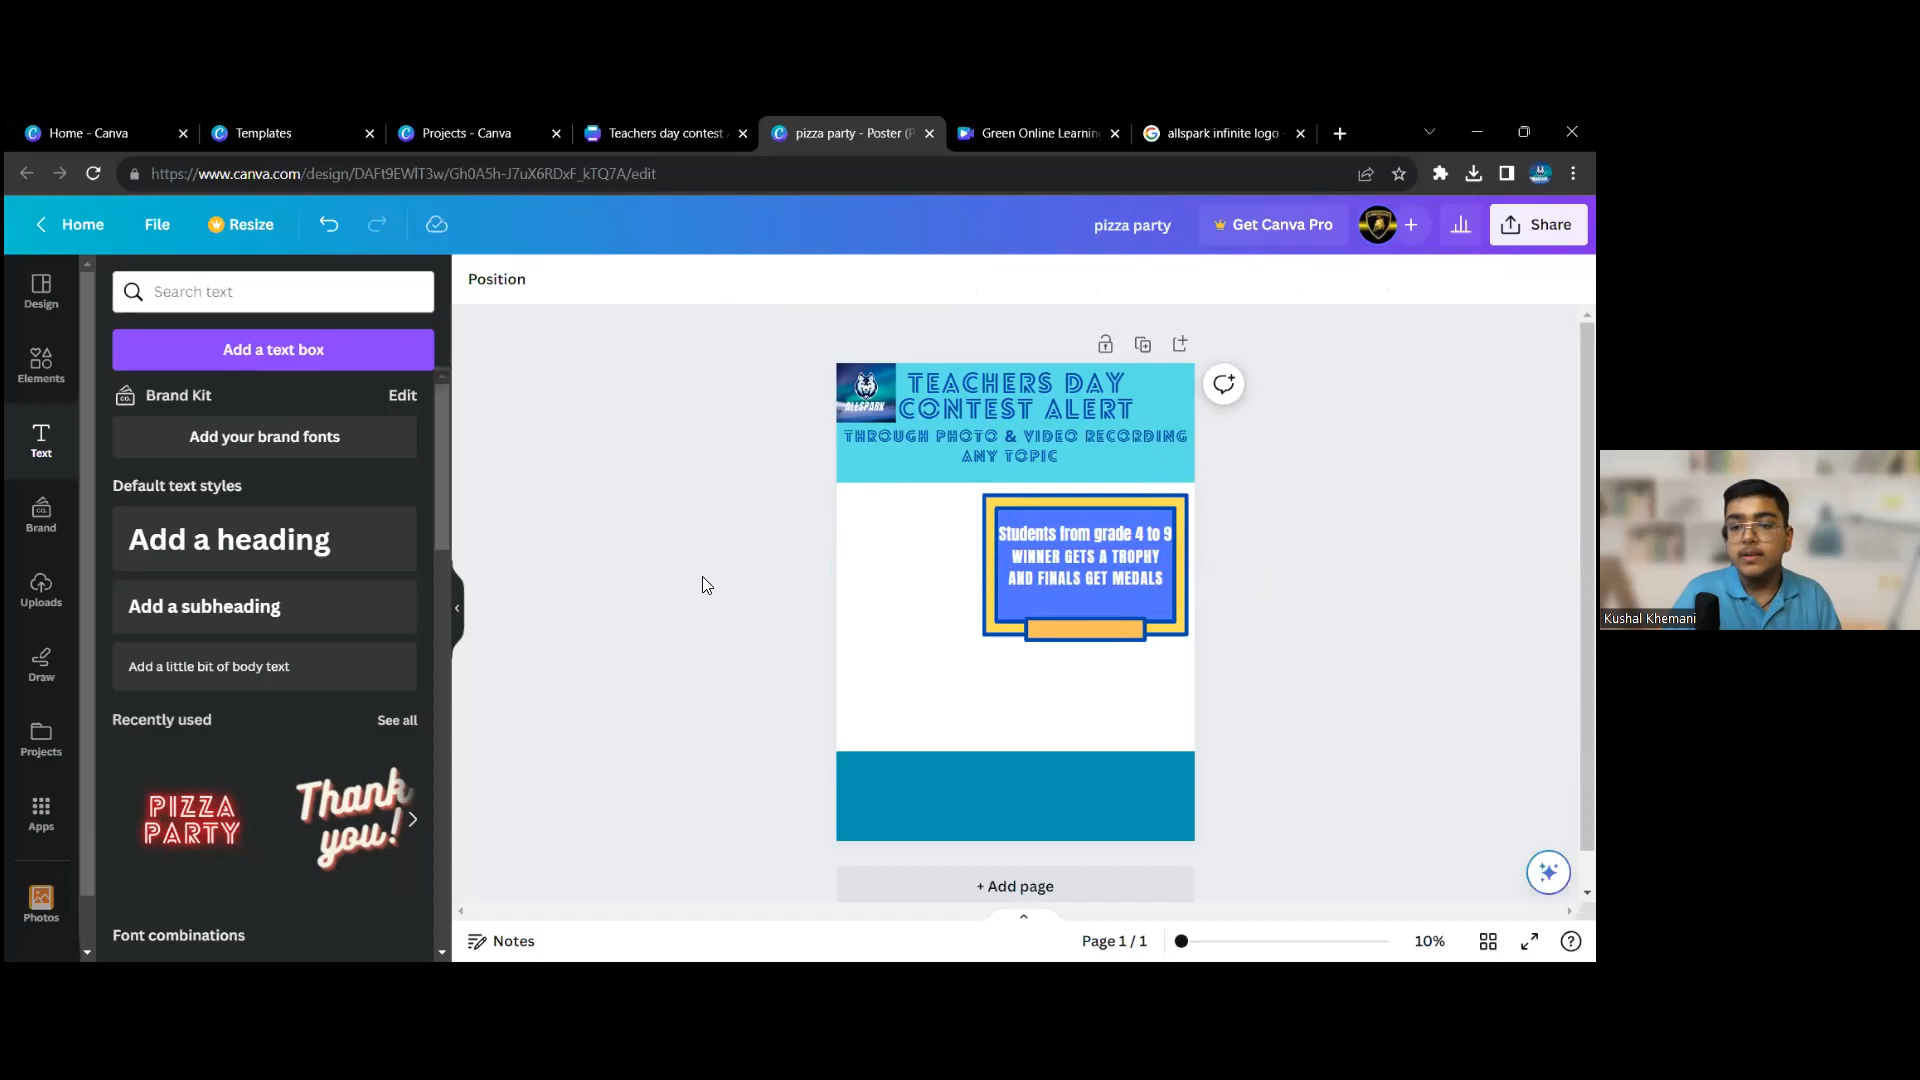 Home - Canva
Templates
Projects - Canva
Teachers day contest
pizza party - Poster (P
Green Online Learnin
allspark infinite logo
https://www.canva.com/design/DAFt9EWlT3w/Gh0A5h-J7uX6RDxF_kTQ7A/edit
Home
File
Resize
pizza party
Get Canva Pro
Share
Design
Elements
Text
Brand
Uploads
Draw
Projects
Apps
Photos
Search text
Add a text box
Brand Kit
Edit
Add your brand fonts
Default text styles
Add a heading
Add a subheading
Add a little bit of body text
Recently used
See all
PIZZA
PARTY
Thank
you!
Font combinations
Position
ALLSPARK
TEACHERS DAY
CONTEST ALERT
THROUGH PHOTO & VIDEO RECORDING
ANY TOPIC
Students from grade 4 to 9
WINNER GETS A TROPHY
AND FINALS GET MEDALS
+ Add page
Notes
Page 1 / 1
10%
Kushal Khemani